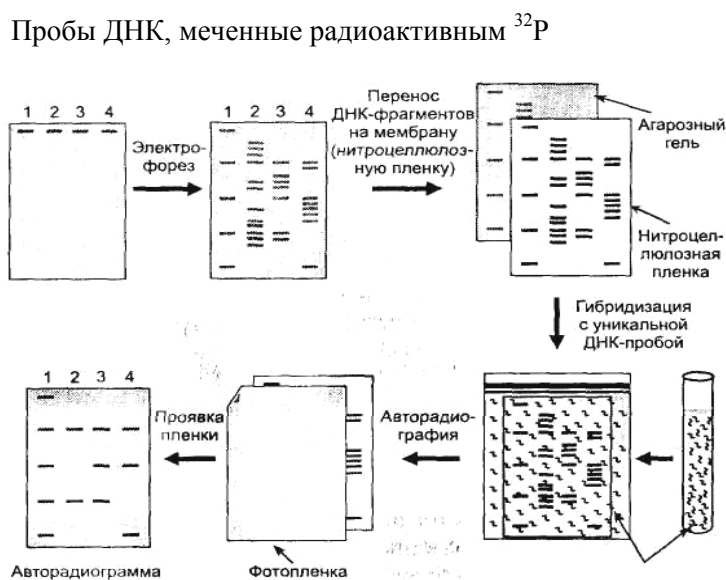 Пробы ДНК, меченные радиоактивным ³²P
1 2 3 4
Электро-
форез
1 2 3 4
Перенос
ДНК-фрагментов
на мембрану
(нитроцеллюлоз-
ную пленку)
Агарозный
гель
Нитроцел-
люлозная
пленка
Гибридизация
с уникальной
ДНК-пробой
Авторадио-
графия
Фотопленка
Проявка
пленки
1 2 3 4
Авторадиограмма